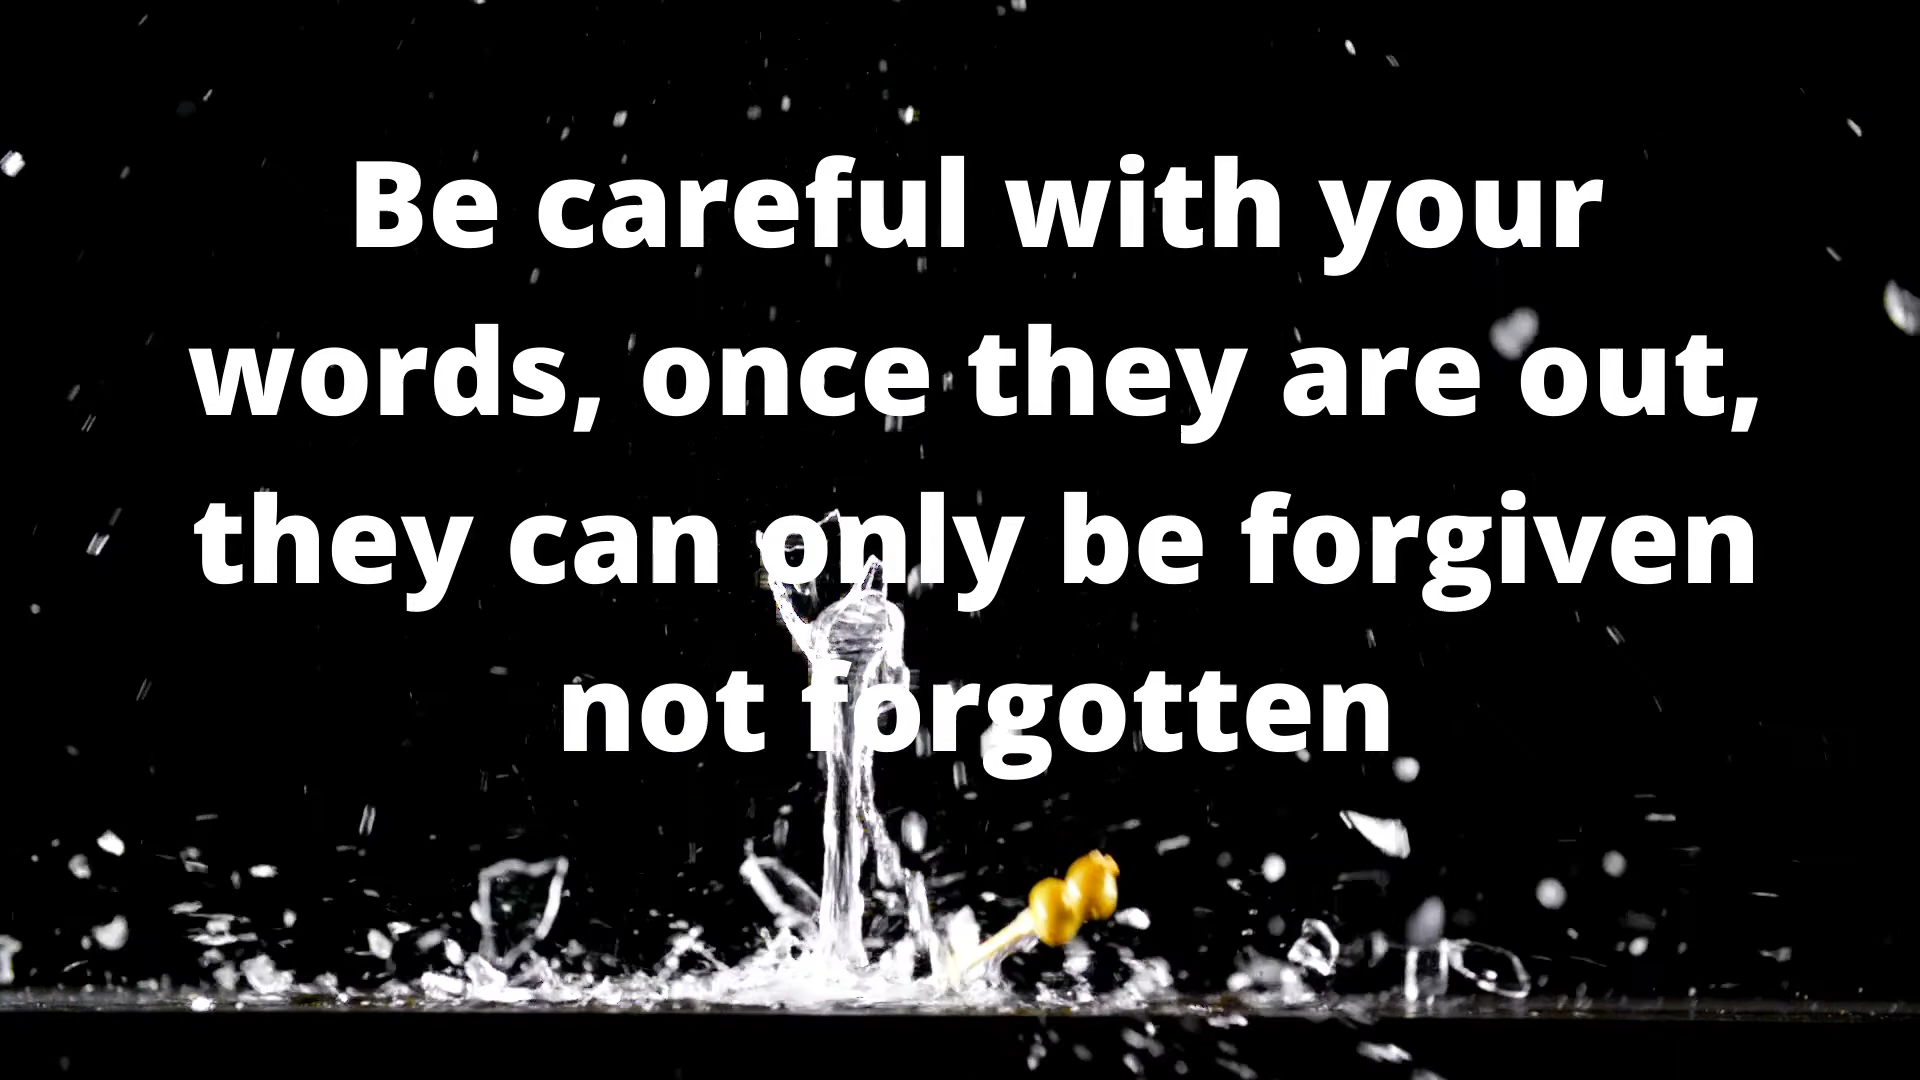 Be careful with your
words, once they are out,
they can only be forgiven
not forgotten